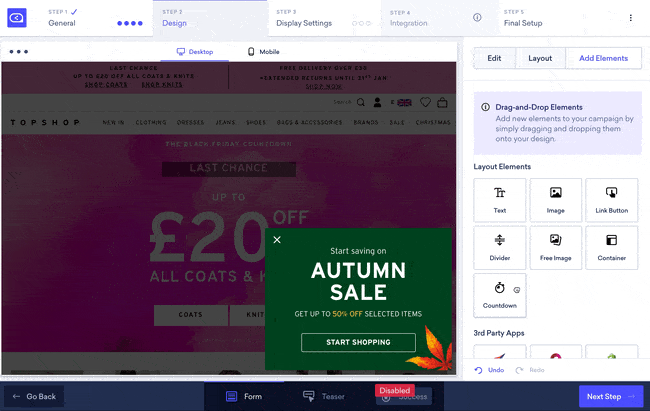 STEP 1
General
STEP 2
Design
STEP 3
Display Settings
STEP 4
Integration
STEP 5
Final Setup
Desktop
Mobile
LAST CHANCE
UP TO £20 OFF ALL COATS & KNITS
SHOP COATS SHOP KNITS
FREE DELIVERY OVER £50
+EXTENDED RETURNS UNTIL 31ST JAN
SHOP NOW
Search
TOPSHOP
NEW IN CLOTHING DRESSES JEANS SHOES BAGS & ACCESSORIES BRANDS SALE CHRISTMAS
THE BLACK FRIDAY COUNTDOWN
LAST CHANCE
UP TO
£20 OFF
ALL COATS & K
COATS
KNIT
Start saving on
AUTUMN
SALE
GET UP TO 50% OFF SELECTED ITEMS
START SHOPPING
Edit
Layout
Add Elements
Drag-and-Drop Elements
Add new elements to your campaign by
simply dragging and dropping them
onto your design.
Layout Elements
Text
Image
Link Button
Divider
Free Image
Container
Countdown
3rd Party Apps
Undo
Redo
Go Back
Form
Teaser
Disabled
Success
Next Step